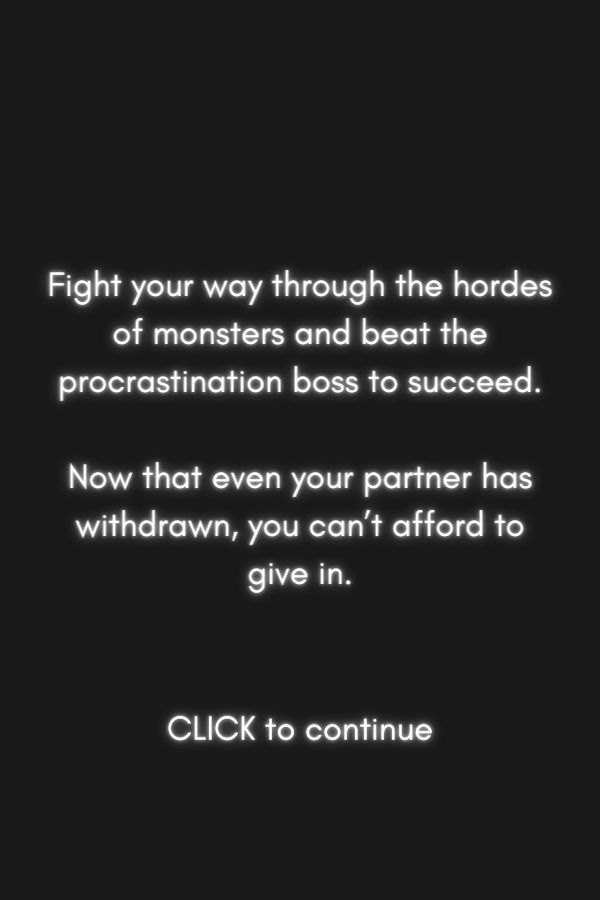 Fight your way through the hordes
of monsters and beat the
procrastination boss to succeed.
Now that even your partner has
withdrawn, you can’t afford to
give in.
CLICK to continue